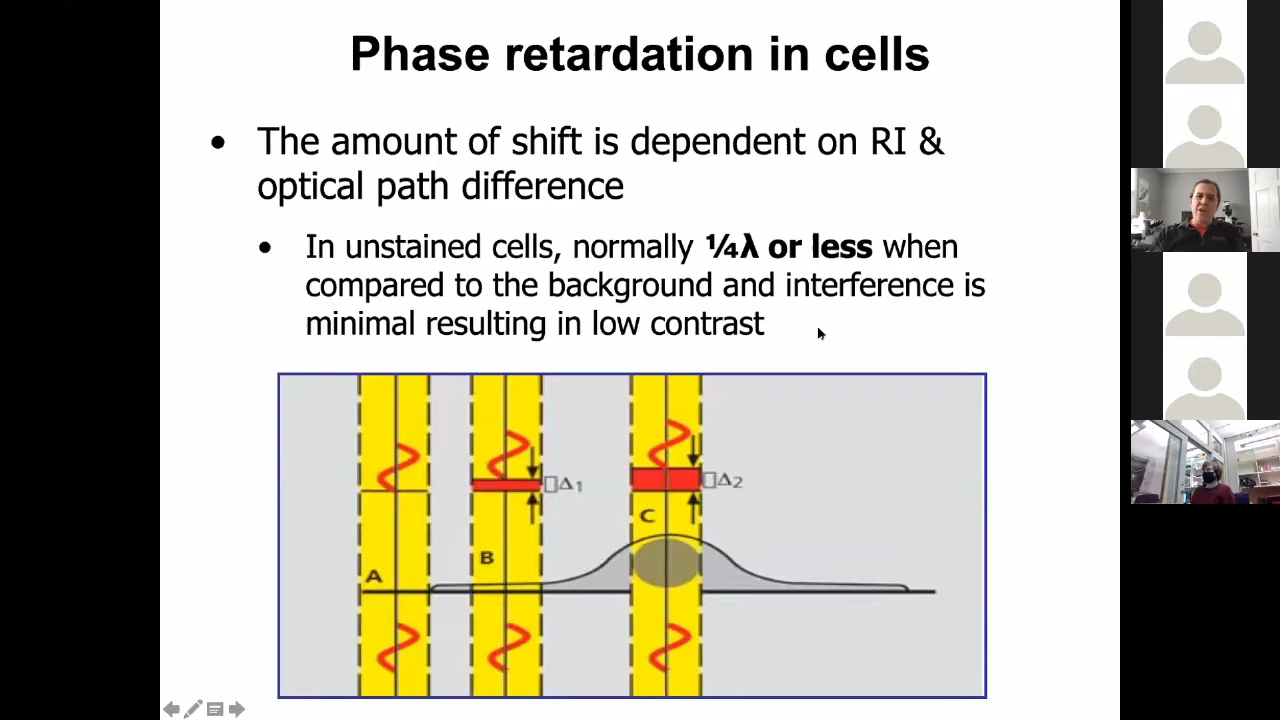 Phase retardation in cells
• The amount of shift is dependent on RI &
optical path difference
• In unstained cells, normally ¼λ or less when
compared to the background and interference is
minimal resulting in low contrast
□Δ1
□Δ2
C
B
A